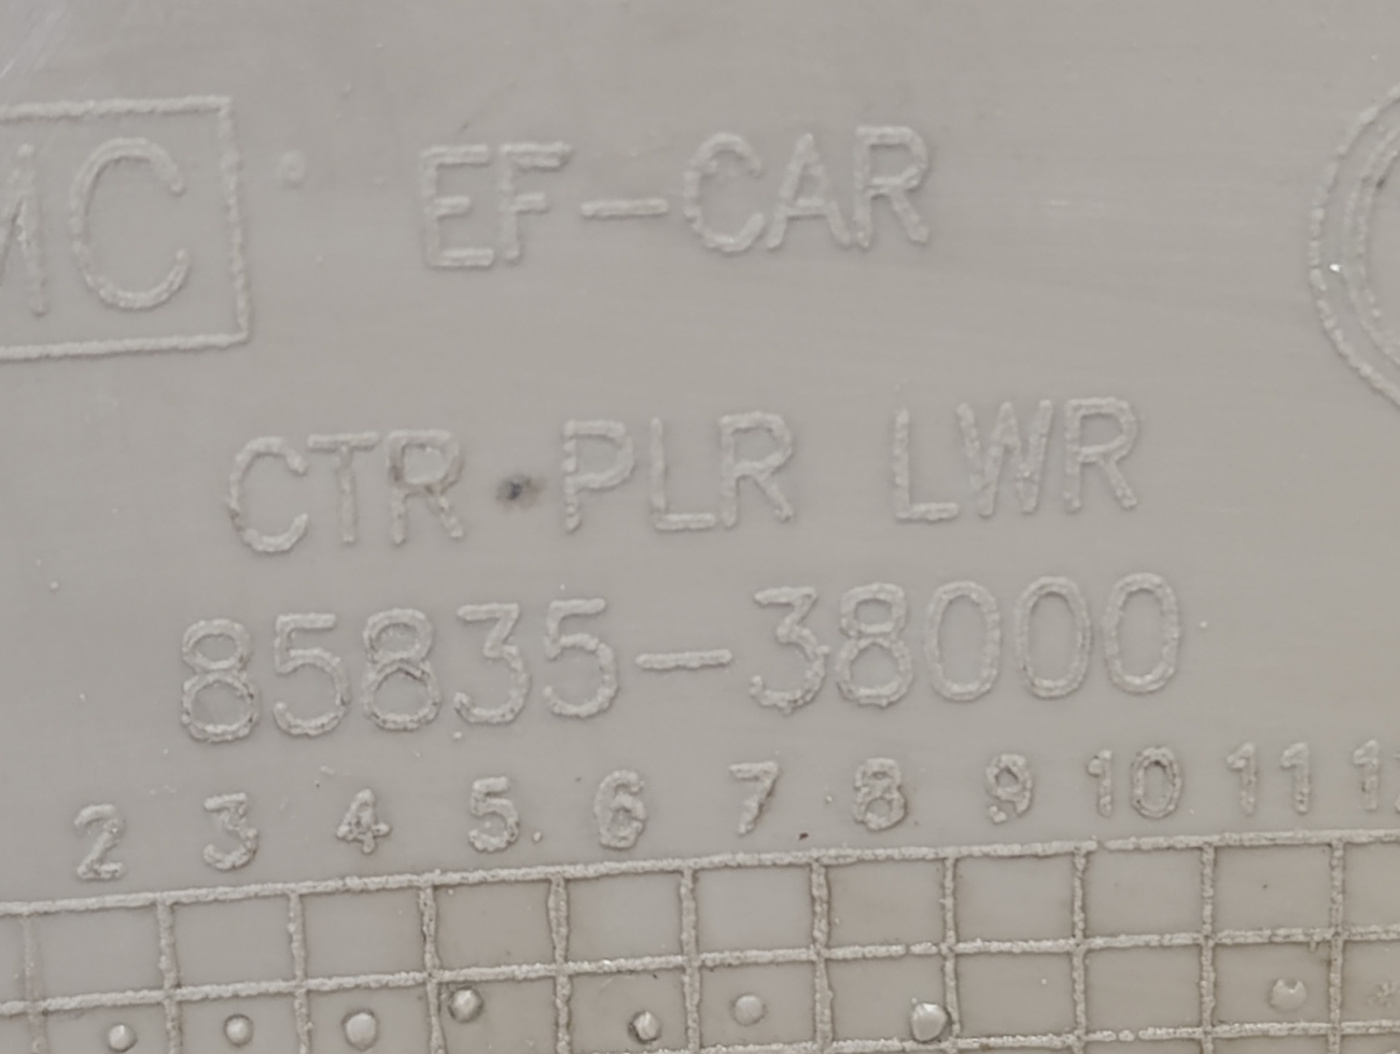 MC
EF-CAR
CTR·PLR LWR
85835-38000
2 3 4 5 6 7 8 9 10 11